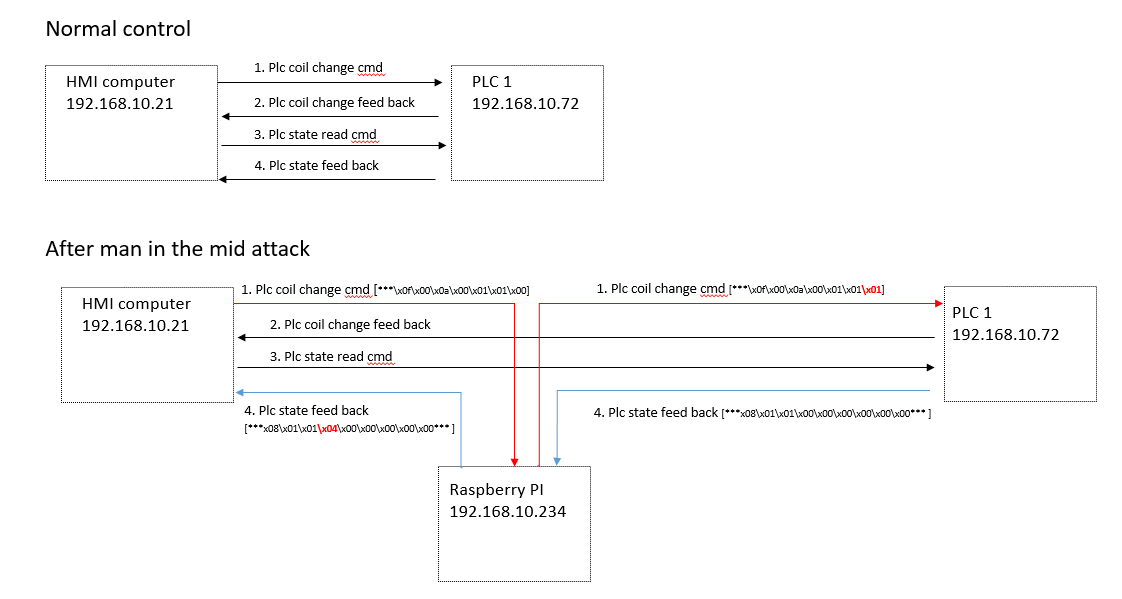 Normal control
HMI computer
192.168.10.21
1. Plc coil change cmd
2. Plc coil change feed back
3. Plc state read cmd
4. Plc state feed back
PLC 1
192.168.10.72
After man in the mid attack
HMI computer
192.168.10.21
1. Plc coil change cmd [***\x0f\x00\x0a\x00\x01\x01\x00]
1. Plc coil change cmd [***\x0f\x00\x0a\x00\x01\x01\x01]
2. Plc coil change feed back
3. Plc state read cmd
PLC 1
192.168.10.72
4. Plc state feed back
[***x08\x01\x01\x04\x00\x00\x00\x00\x00*** ]
4. Plc state feed back [***x08\x01\x01\x00\x00\x00\x00\x00\x00*** ]
Raspberry PI
192.168.10.234